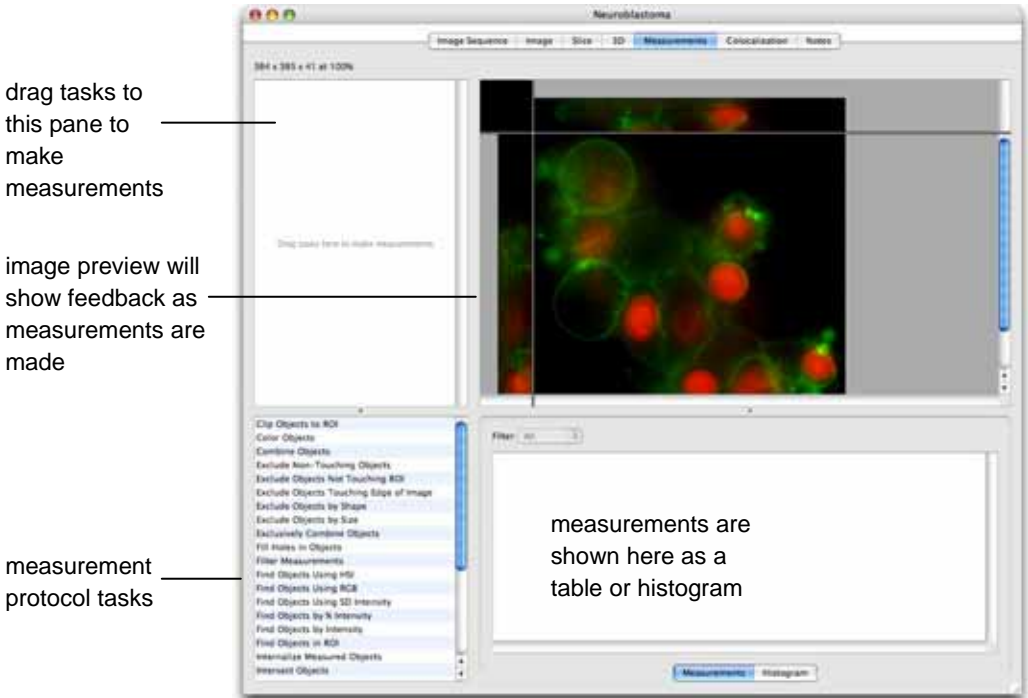 Neuroblastoma
Image Sequence Image Slice 3D Measurements Colocalization Notes
384 x 385 x 41 at 100%
drag tasks to
this pane to
make
measurements
Drag tasks here to make measurements
image preview will
show feedback as
measurements are
made
Clip Objects to ROI
Color Objects
Combine Objects
Exclude Non-Touching Objects
Exclude Objects Not Touching ROI
Exclude Objects Touching Edge of Image
Exclude Objects by Shape
Exclude Objects by Size
Exclusively Combine Objects
Fill Holes in Objects
Filter Measurements
Find Objects Using HSI
Find Objects Using RGB
Find Objects Using SD Intensity
Find Objects by % Intensity
Find Objects by Intensity
Find Objects in ROI
Internalize Measured Objects
Intersect Objects
measurement
protocol tasks
Filter: All
measurements are
shown here as a
table or histogram
Measurements Histogram